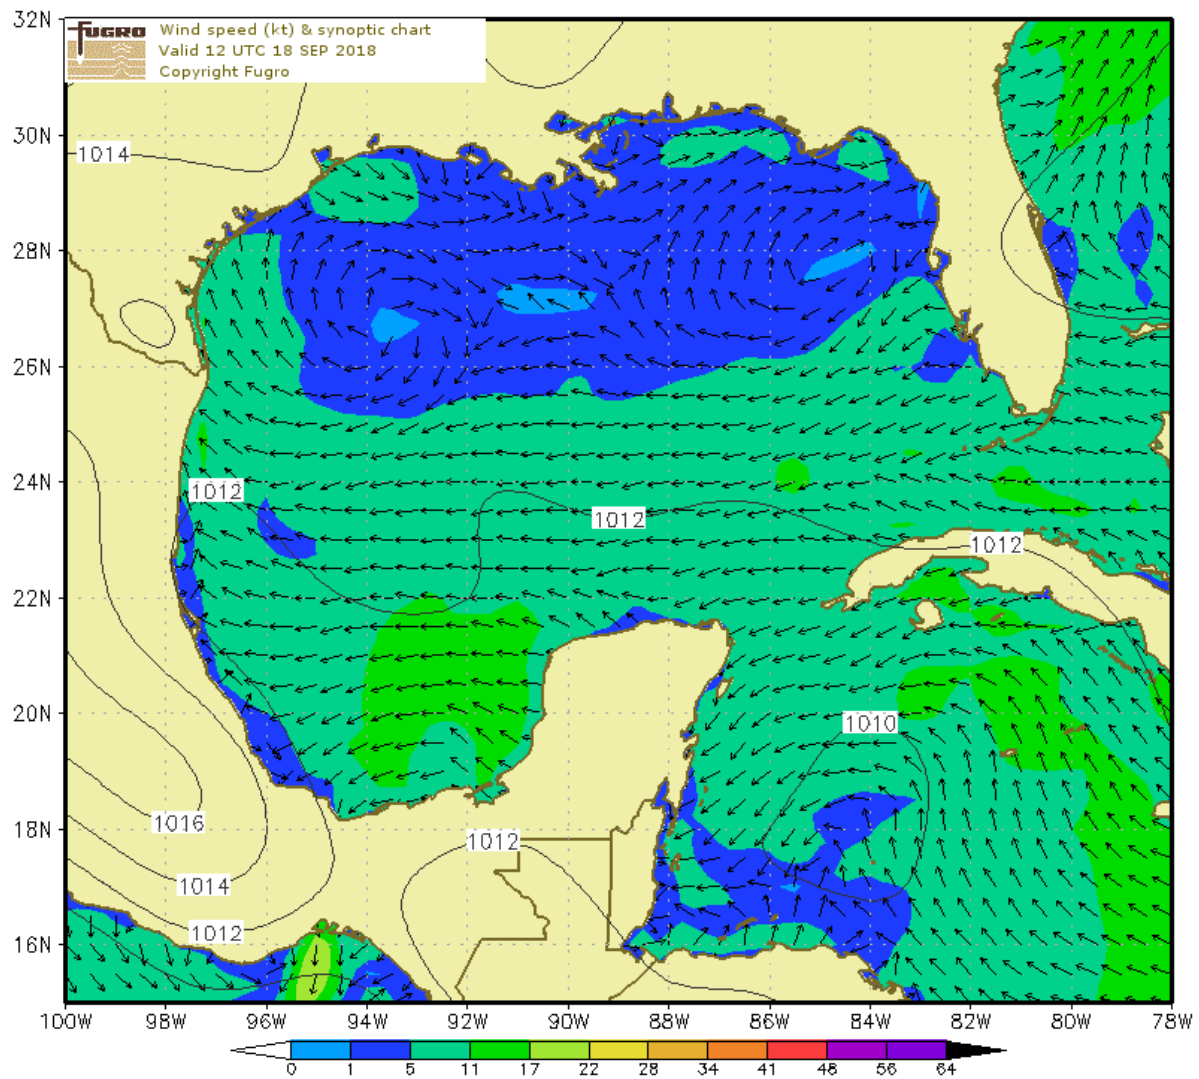 32N
fugro Wind speed (kt) & synoptic chart
Valid 12 UTC 18 SEP 2018
Copyright Fugro
30N
1014
28N
26N
24N
1012
1012
1012
22N
20N
1010
18N
1016
1012
1014
1012
16N
100W 98W 96W 94W 92W 90W 88W 86W 84W 82W 80W 78W
0 1 5 11 17 22 28 34 41 48 56 64